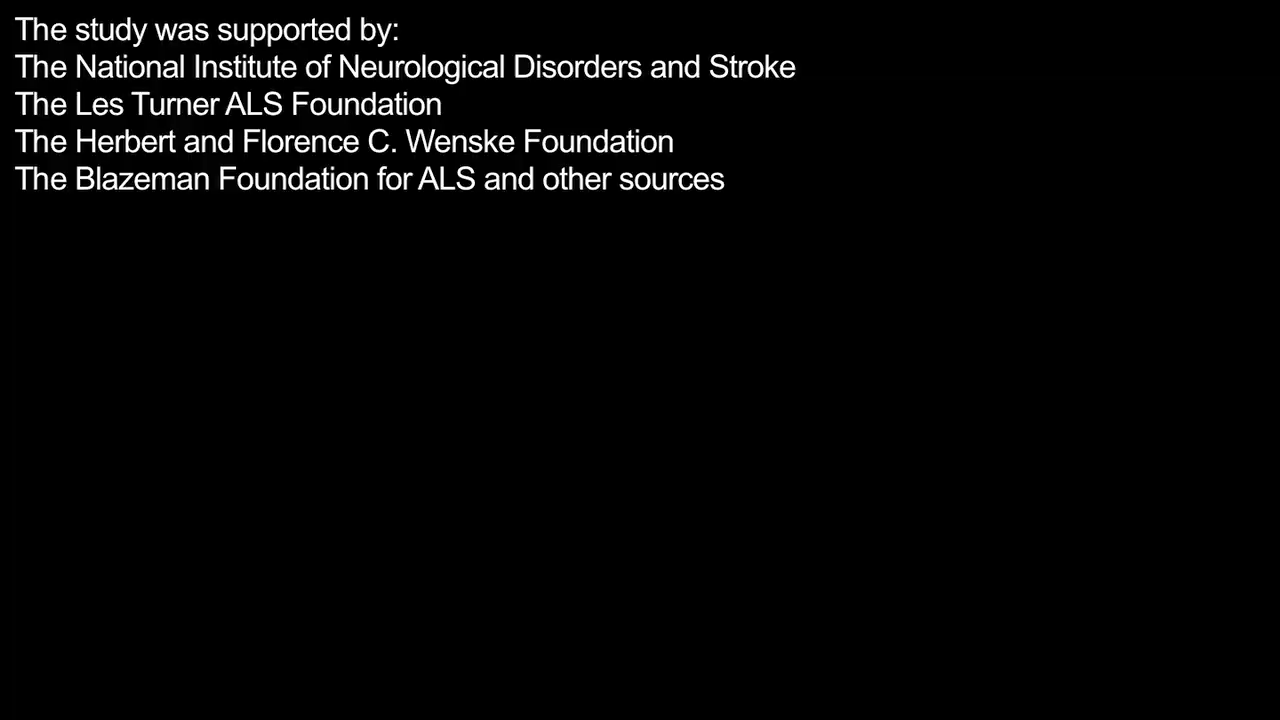 The study was supported by:
The National Institute of Neurological Disorders and Stroke
The Les Turner ALS Foundation
The Herbert and Florence C. Wenske Foundation
The Blazeman Foundation for ALS and other sources